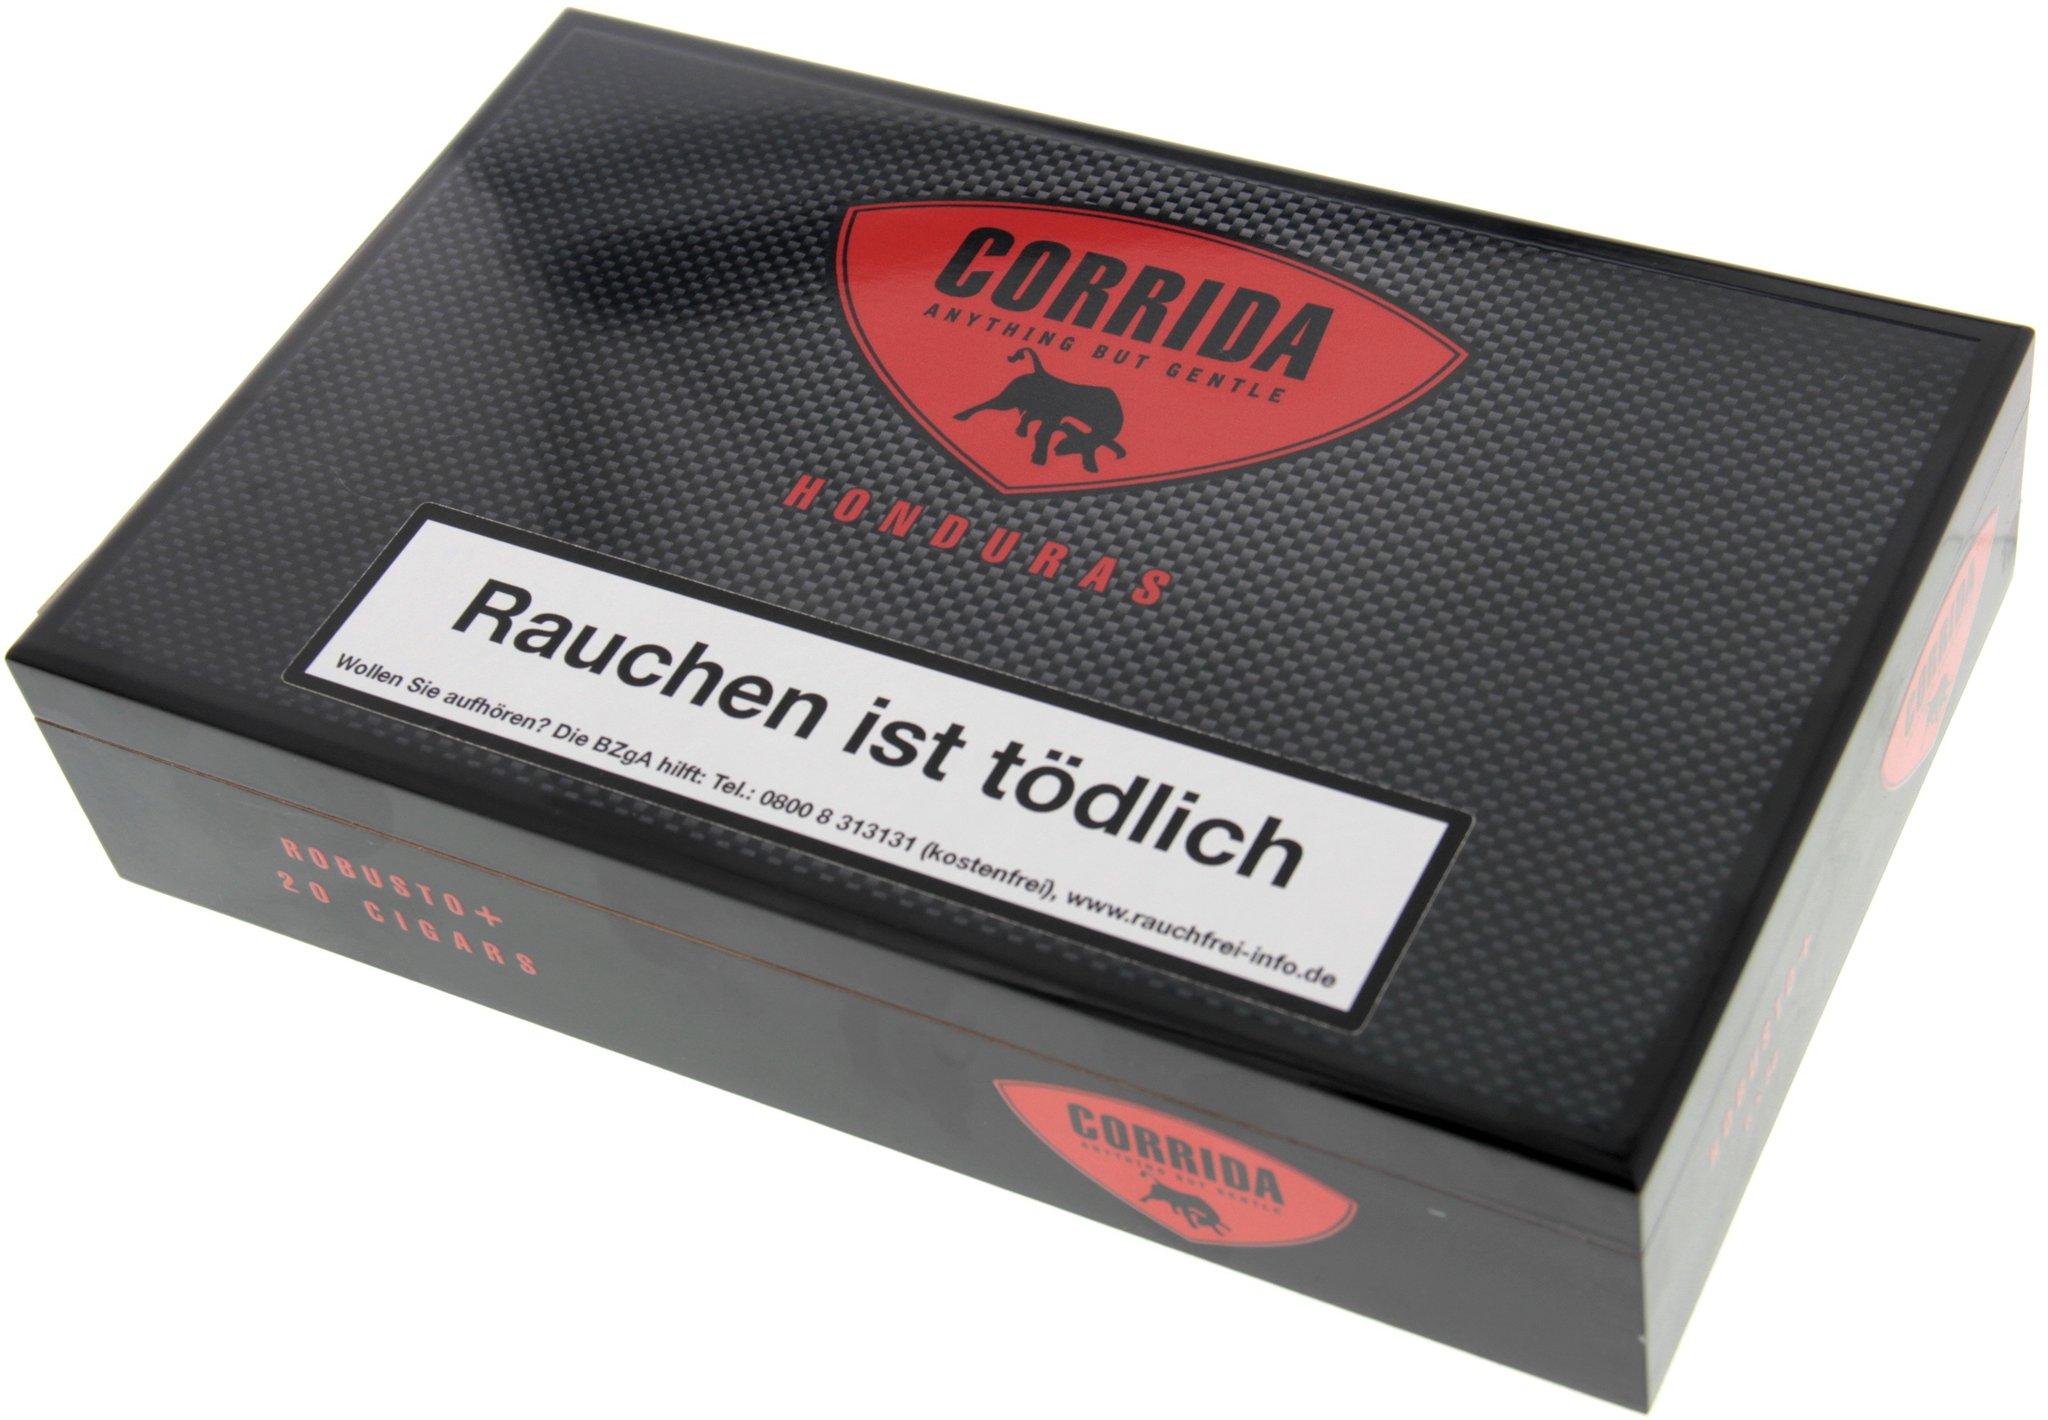 CORRIDA
ANYTHING BUT GENTLE
HONDURAS
Rauchen ist tödlich
Wollen Sie aufhören? Die BZgA hilft: Tel.: 0800 8 313131 (kostenfrei), www.rauchfrei-info.de
ROBUSTO+
20 CIGARS
CORRIDA
ANYTHING BUT GENTLE
CORRIDA